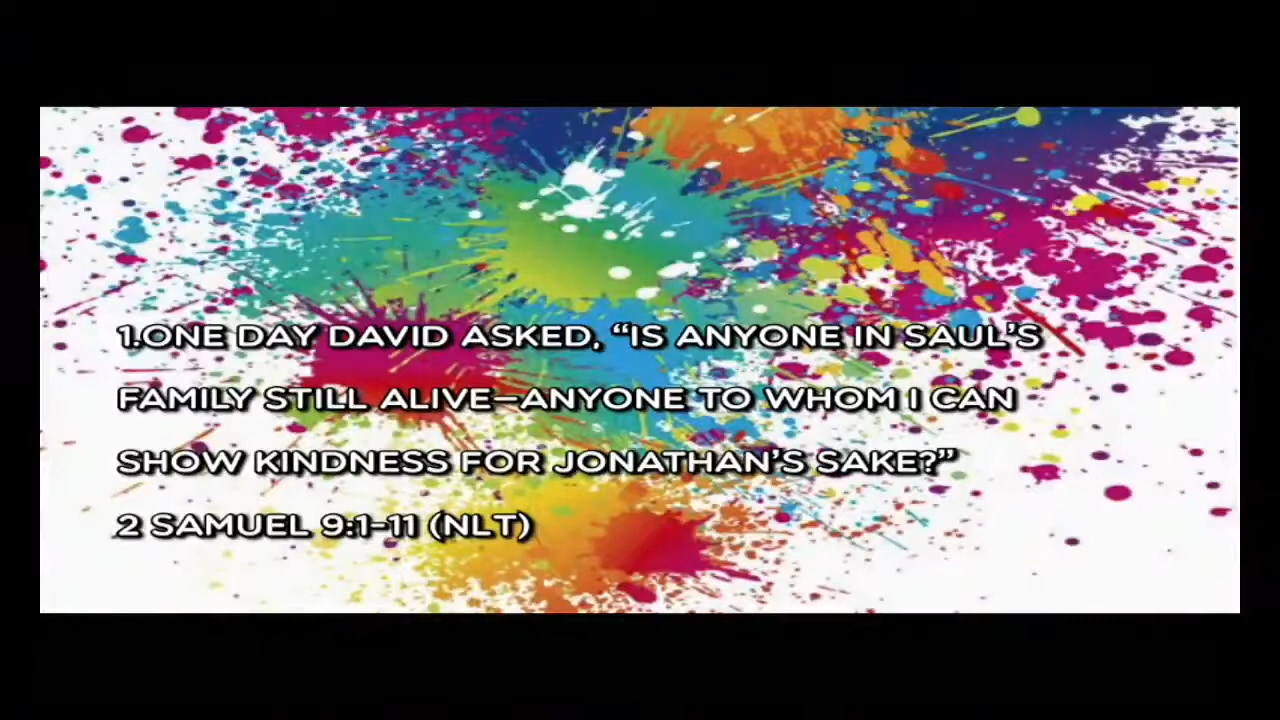 1.ONE DAY DAVID ASKED, “IS ANYONE IN SAUL’S
FAMILY STILL ALIVE—ANYONE TO WHOM I CAN
SHOW KINDNESS FOR JONATHAN’S SAKE?”
2 SAMUEL 9:1-11 (NLT)